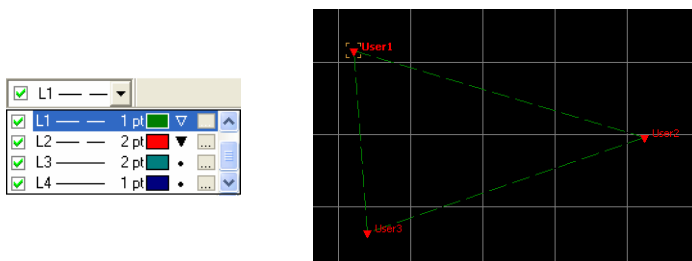 L1
L1 1 pt ...
L2 2 pt ...
L3 2 pt ...
L4 1 pt ...
User1
User2
User3